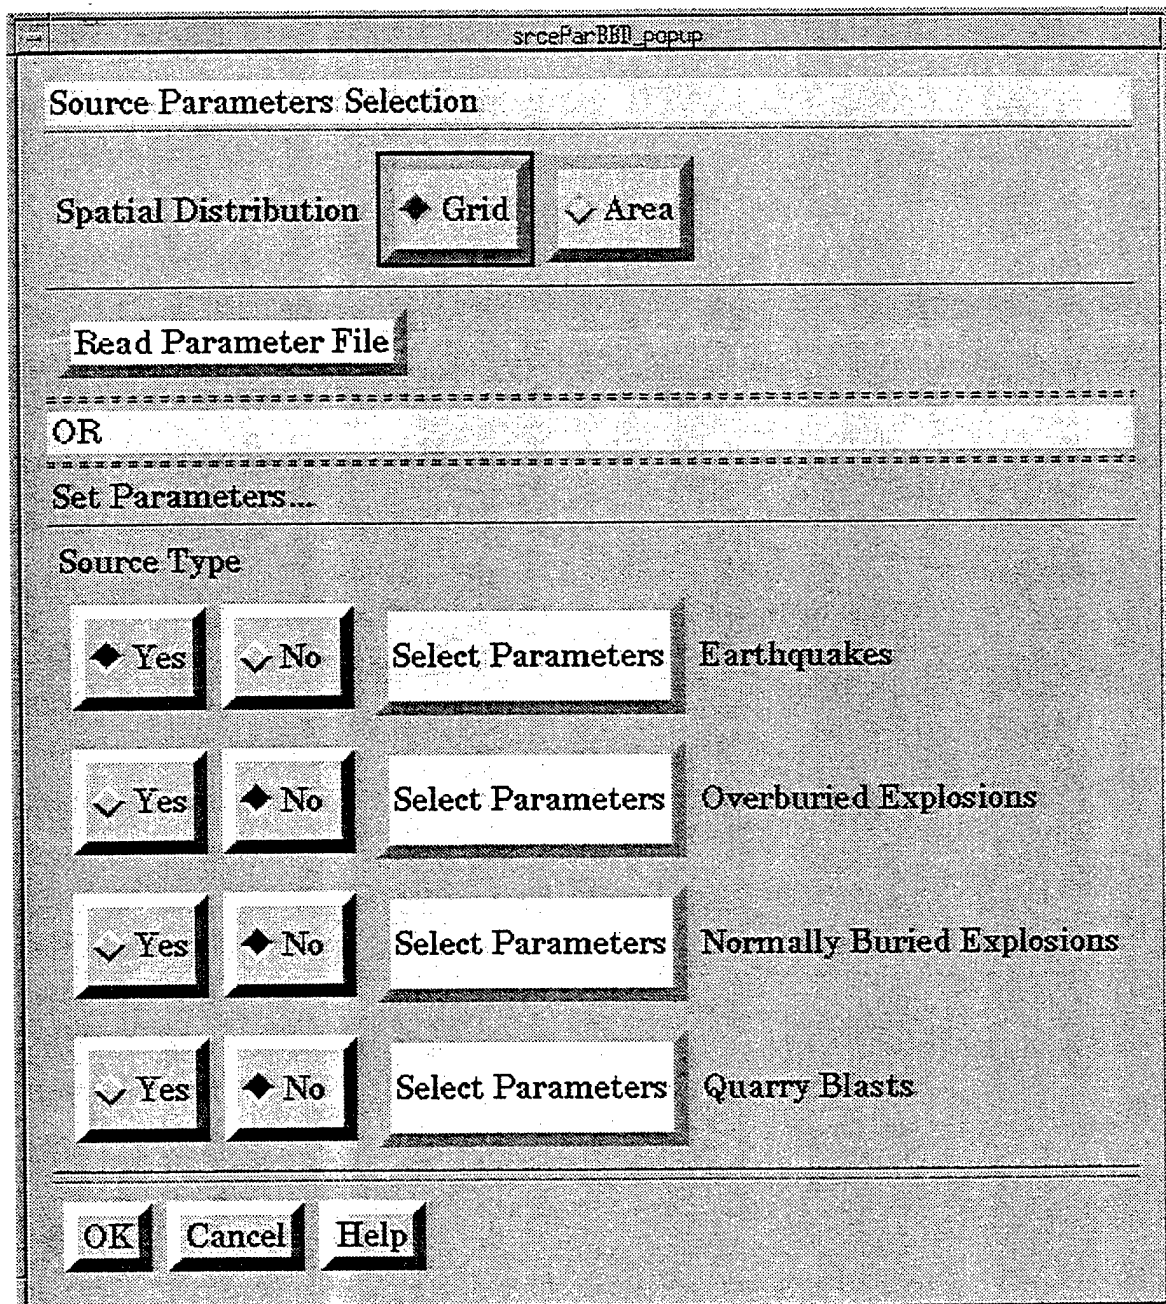 srceParBBD_popup
Source Parameters Selection
Spatial Distribution Grid Area
Read Parameter File
OR
Set Parameters...
Source Type
Yes No Select Parameters Earthquakes
Yes No Select Parameters Overburied Explosions
Yes No Select Parameters Normally Buried Explosions
Yes No Select Parameters Quarry Blasts
OK Cancel Help